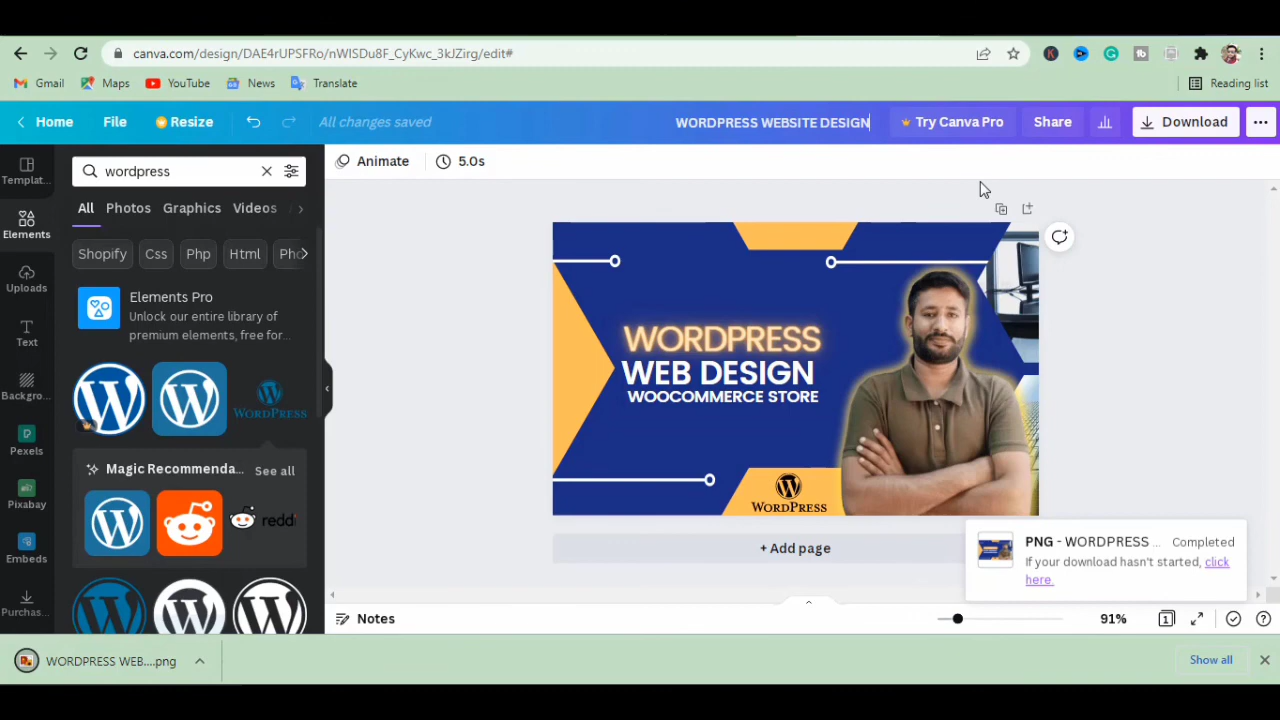 canva.com/design/DAE4rUPSFRo/nWISDu8F_CyKwc_3kJZirg/edit#
Gmail Maps YouTube News Translate Reading list
Home File Resize All changes saved WORDPRESS WEBSITE DESIGN Try Canva Pro Share Download
Templat...
Elements
Uploads
Text
Backgro...
Pexels
Pixabay
Embeds
Purchas...
wordpress
All Photos Graphics Videos
Shopify Css Php Html Pho
Elements Pro
Unlock our entire library of
premium elements, free for...
WORDPRESS
Magic Recommenda... See all
reddi
Animate 5.0s
WORDPRESS
WEB DESIGN
WOOCOMMERCE STORE
WORDPRESS
+ Add page
PNG - WORDPRESS ... Completed
If your download hasn't started, click
here.
Notes 91% 1
WORDPRESS WEB....png Show all